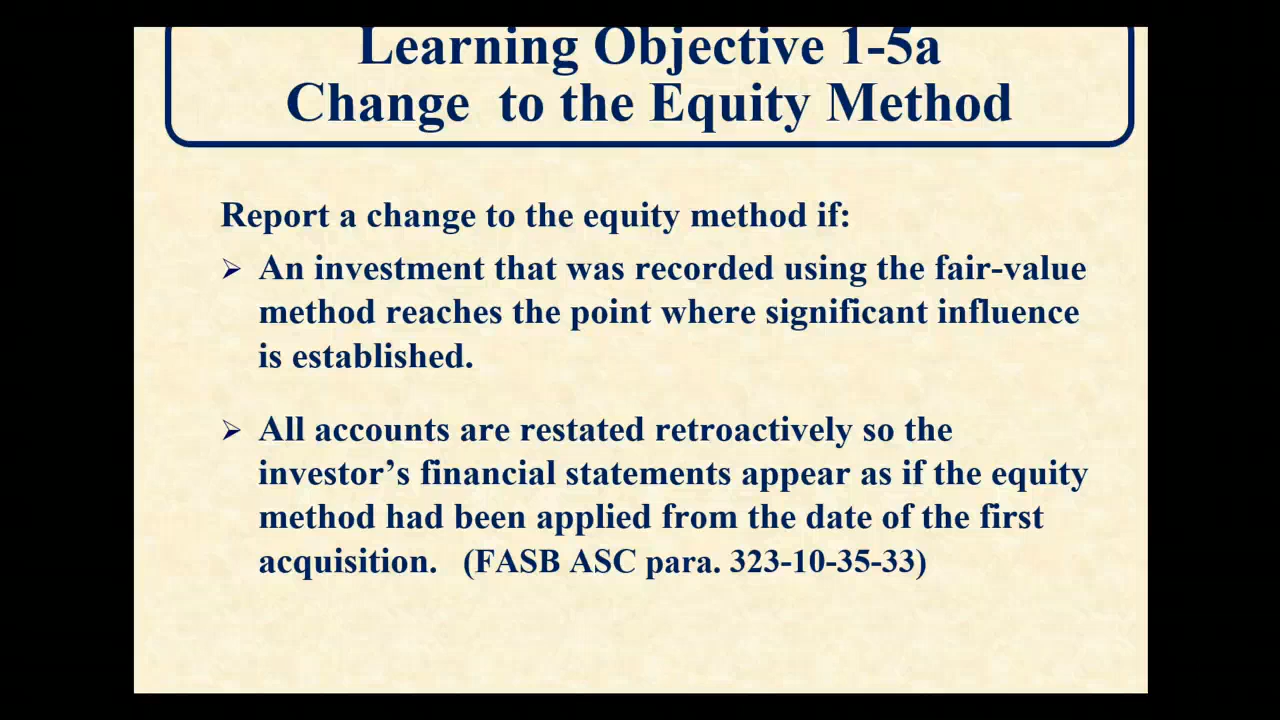 Learning Objective 1-5a
Change to the Equity Method
Report a change to the equity method if:
➢ An investment that was recorded using the fair-value
method reaches the point where significant influence
is established.
➢ All accounts are restated retroactively so the
investor’s financial statements appear as if the equity
method had been applied from the date of the first
acquisition. (FASB ASC para. 323-10-35-33)